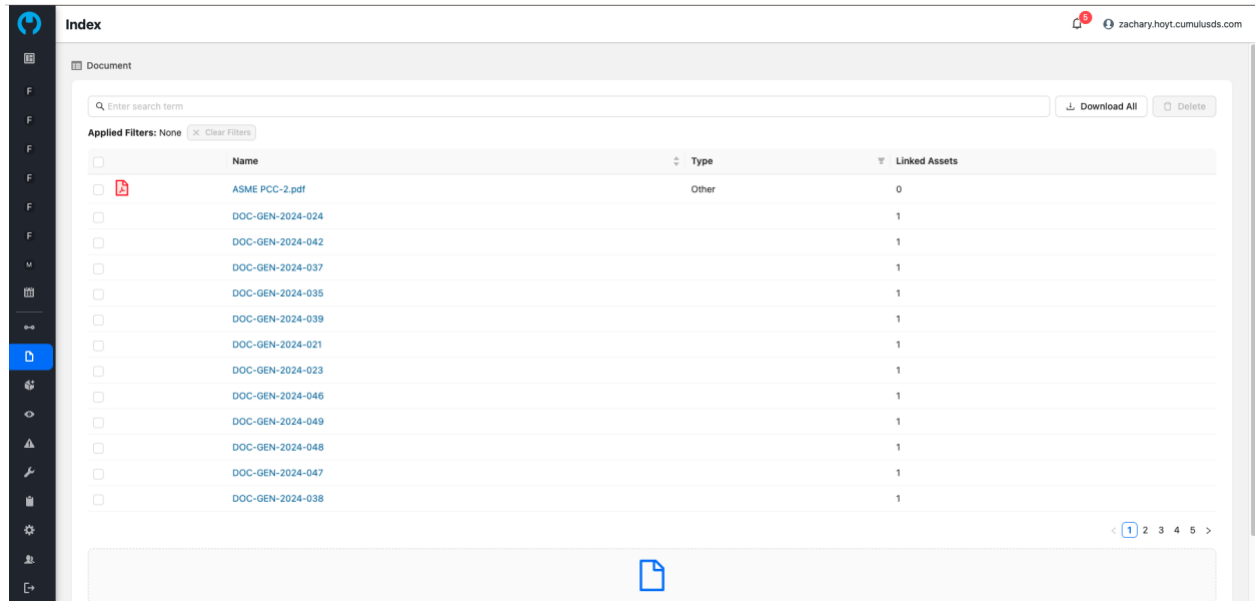 Index
5
zachary.hoyt.cumulusds.com
Document
Enter search term
Download All
Delete
Applied Filters: None
Clear Filters
Name Type Linked Assets
ASME PCC-2.pdf Other 0
DOC-GEN-2024-024 1
DOC-GEN-2024-042 1
DOC-GEN-2024-037 1
DOC-GEN-2024-035 1
DOC-GEN-2024-039 1
DOC-GEN-2024-021 1
DOC-GEN-2024-023 1
DOC-GEN-2024-046 1
DOC-GEN-2024-049 1
DOC-GEN-2024-048 1
DOC-GEN-2024-047 1
DOC-GEN-2024-038 1
< 1 2 3 4 5 >
F
F
F
F
F
F
M